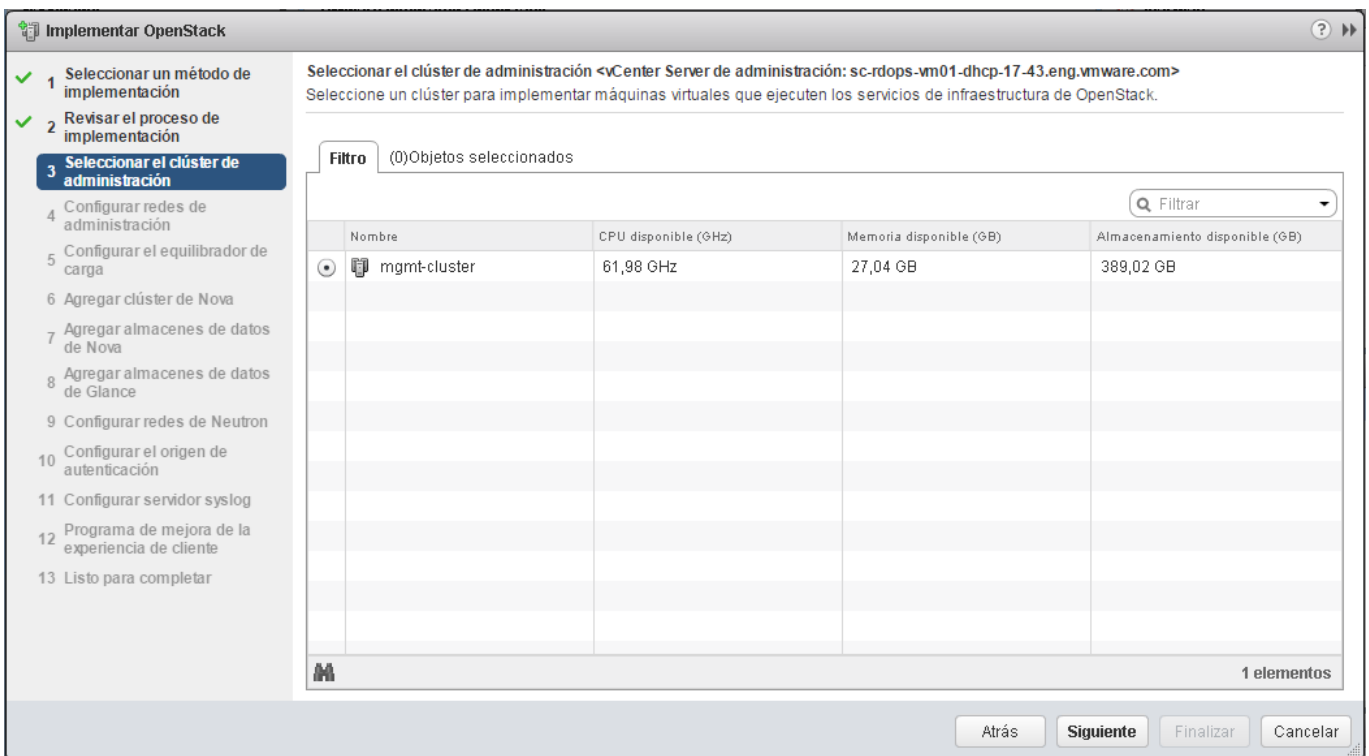 Implementar OpenStack
?
1 Seleccionar un método de
implementación
2 Revisar el proceso de
implementación
3 Seleccionar el clúster de
administración
4 Configurar redes de
administración
5 Configurar el equilibrador de
carga
6 Agregar clúster de Nova
7 Agregar almacenes de datos
de Nova
8 Agregar almacenes de datos
de Glance
9 Configurar redes de Neutron
10 Configurar el origen de
autenticación
11 Configurar servidor syslog
12 Programa de mejora de la
experiencia de cliente
13 Listo para completar
Seleccionar el clúster de administración <vCenter Server de administración: sc-rdops-vm01-dhcp-17-43.eng.vmware.com>
Seleccione un clúster para implementar máquinas virtuales que ejecuten los servicios de infraestructura de OpenStack.
Filtro (0)Objetos seleccionados
Filtrar
Nombre CPU disponible (GHz) Memoria disponible (GB) Almacenamiento disponible (GB)
mgmt-cluster 61,98 GHz 27,04 GB 389,02 GB
1 elementos
Atrás Siguiente Finalizar Cancelar